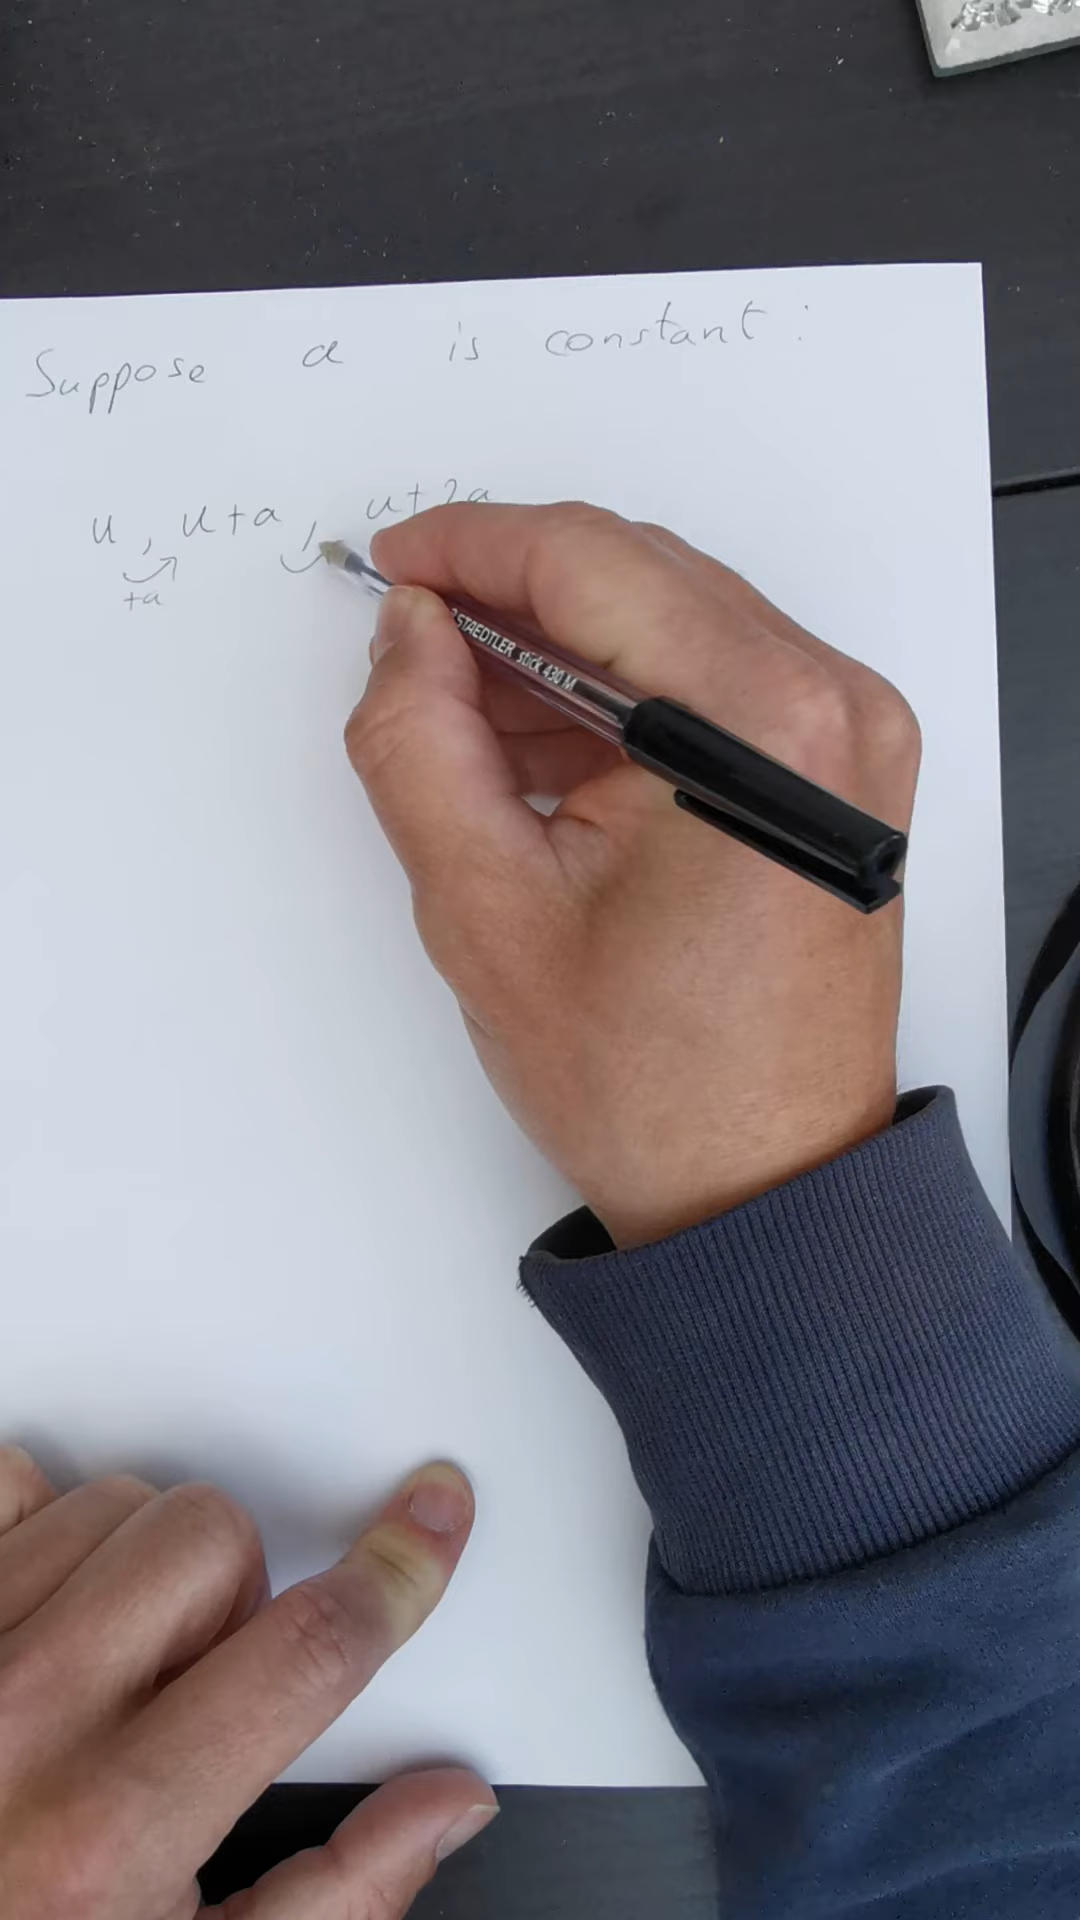 Suppose a is constant:
u, u+a, u+2a
+a
STAEDTLER stick 430 M